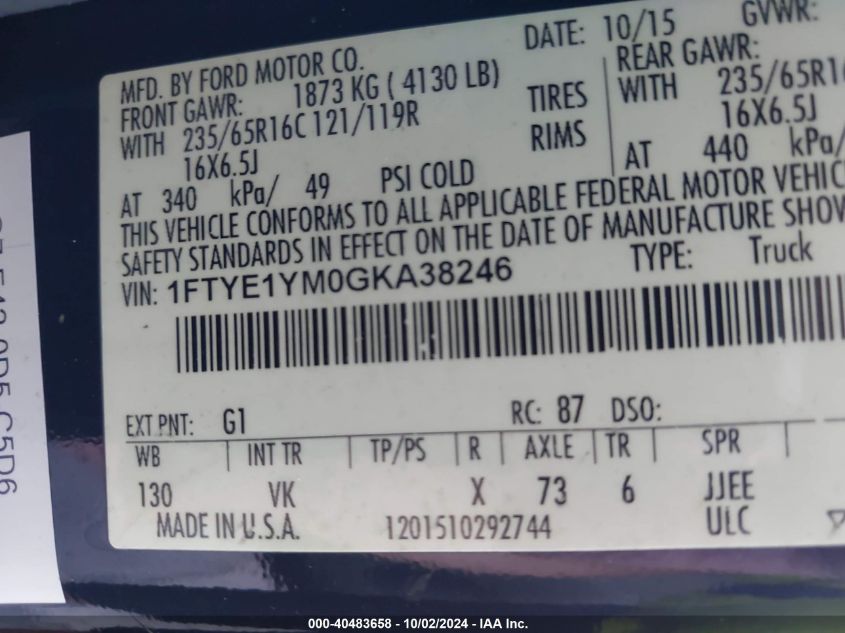 MFD. BY FORD MOTOR CO.
DATE: 10/15
GVWR:
FRONT GAWR: 1873 KG ( 4130 LB)
REAR GAWR:
WITH 235/65R16C 121/119R TIRES
WITH 235/65R16
16X6.5J RIMS
16X6.5J
AT 340 kPa/ 49 PSI COLD
AT 440 kPa/
THIS VEHICLE CONFORMS TO ALL APPLICABLE FEDERAL MOTOR VEHIC
SAFETY STANDARDS IN EFFECT ON THE DATE OF MANUFACTURE SHOW
VIN: 1FTYE1YM0GKA38246 TYPE: Truck
EXT PNT: G1 RC: 87 DSO:
WB INT TR TP/PS R AXLE TR SPR
130 VK X 73 6 JJEE
MADE IN U.S.A. 1201510292744 ULC
000-40483658 - 10/02/2024 - IAA Inc.